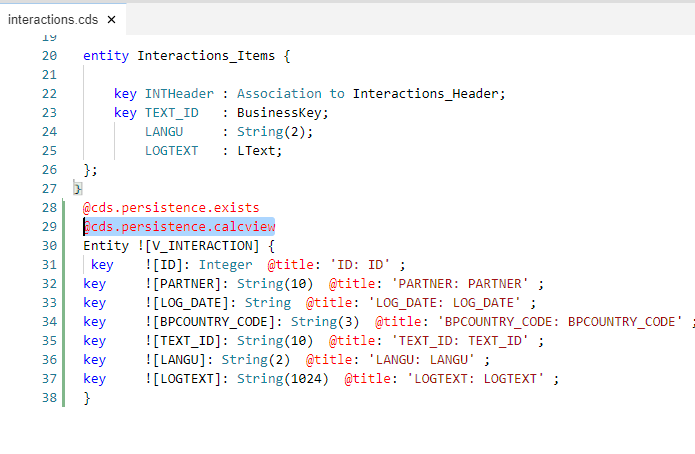 interactions.cds ×
19
20 entity Interactions_Items {
21
22 key INTHeader : Association to Interactions_Header;
23 key TEXT_ID : BusinessKey;
24 LANGU : String(2);
25 LOGTEXT : LText;
26 };
27 }
28 @cds.persistence.exists
29 @cds.persistence.calcview
30 Entity ![V_INTERACTION] {
31 key ![ID]: Integer @title: 'ID: ID' ;
32 key ![PARTNER]: String(10) @title: 'PARTNER: PARTNER' ;
33 key ![LOG_DATE]: String @title: 'LOG_DATE: LOG_DATE' ;
34 key ![BPCOUNTRY_CODE]: String(3) @title: 'BPCOUNTRY_CODE: BPCOUNTRY_CODE' ;
35 key ![TEXT_ID]: String(10) @title: 'TEXT_ID: TEXT_ID' ;
36 key ![LANGU]: String(2) @title: 'LANGU: LANGU' ;
37 key ![LOGTEXT]: String(1024) @title: 'LOGTEXT: LOGTEXT' ;
38 }